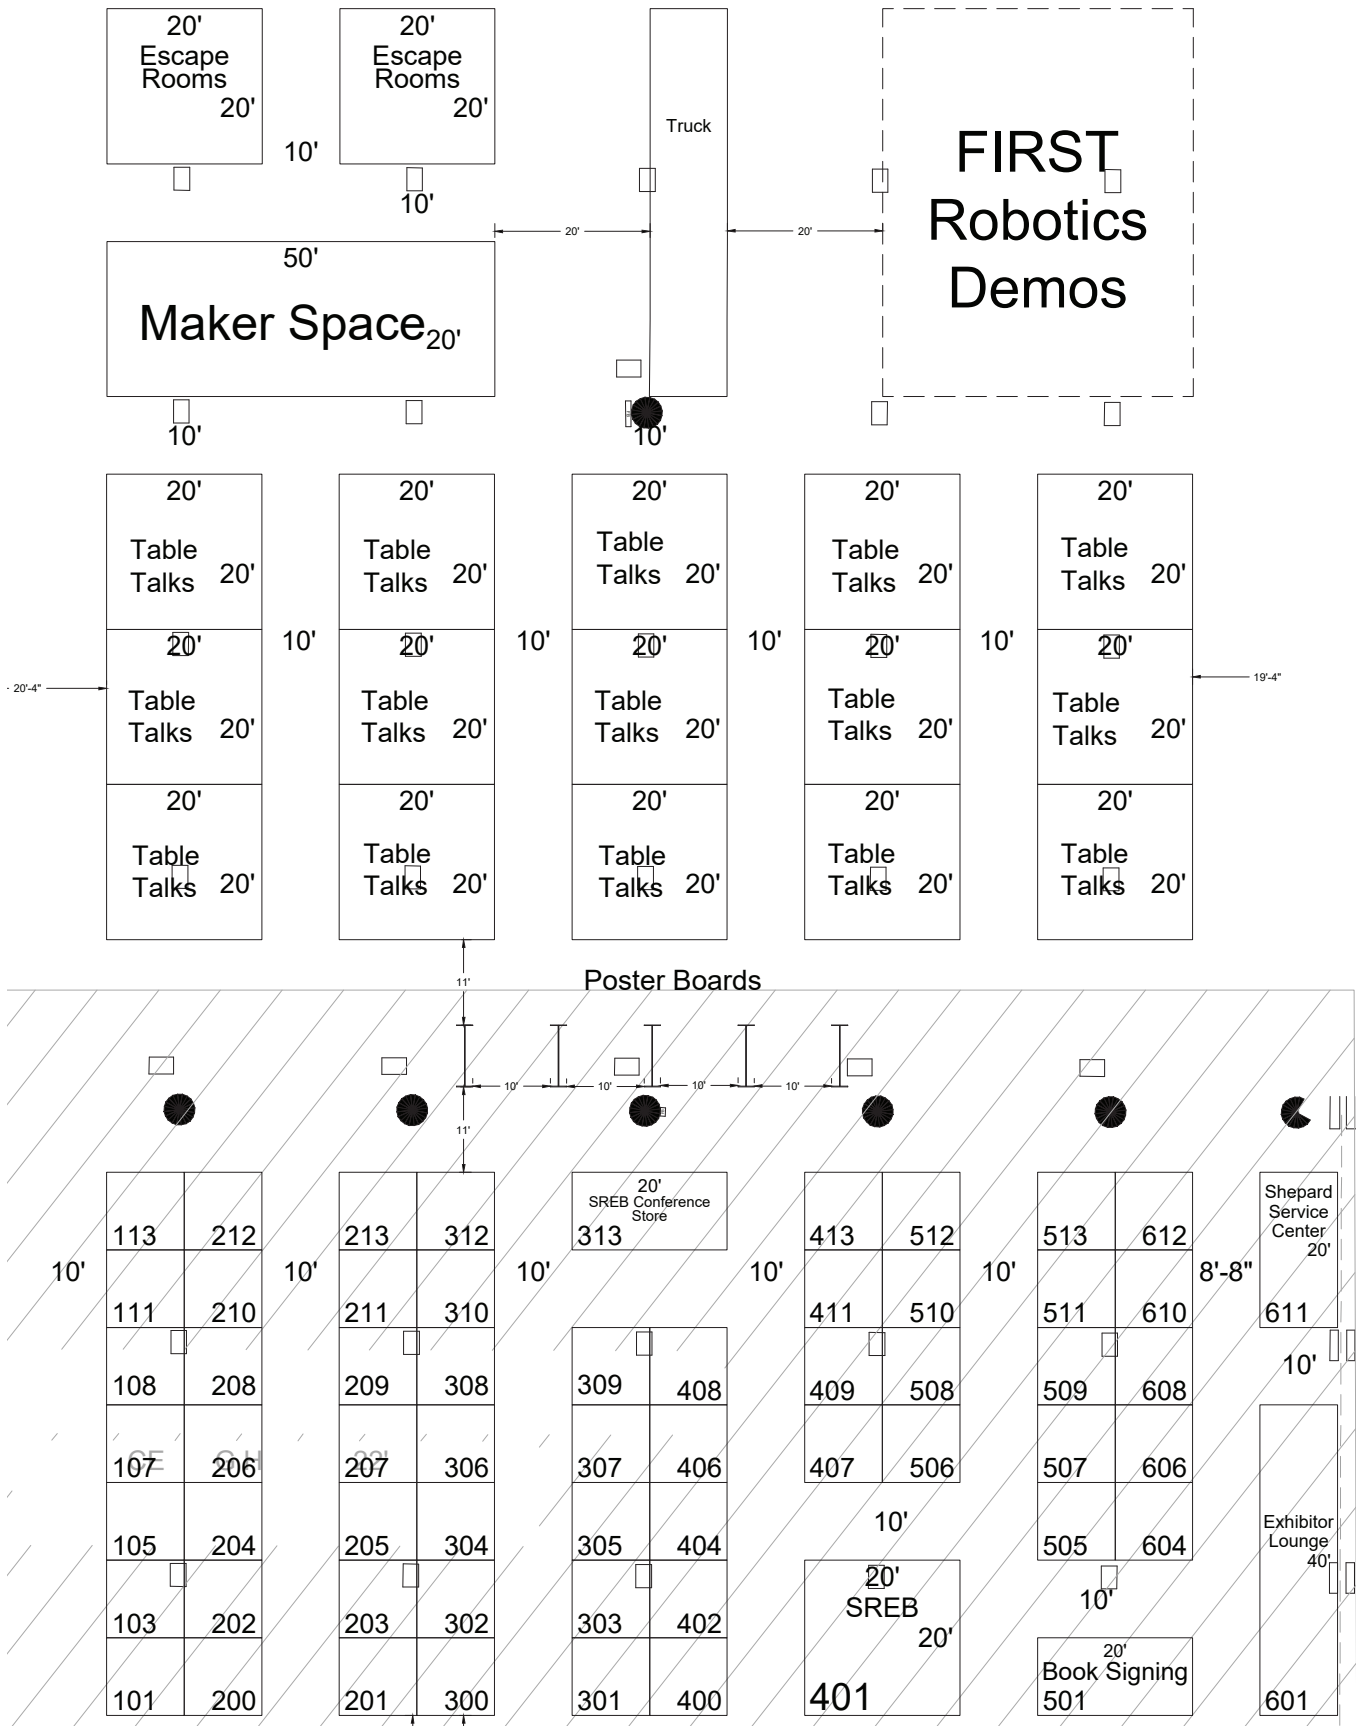 20'
Escape
Rooms
20'
20'
Escape
Rooms
20'
10'
10'
Truck
FIRST
Robotics
Demos
20'
20'
50'
Maker Space
20'
10'
10'
20'
Table
Talks 20'
20'
Table
Talks 20'
20'
Table
Talks 20'
20'
Table
Talks 20'
20'
Table
Talks 20'
10'
10'
10'
10'
20'-4"
19'-4"
20'
Table
Talks 20'
20'
Table
Talks 20'
20'
Table
Talks 20'
20'
Table
Talks 20'
20'
Table
Talks 20'
20'
Table
Talks 20'
20'
Table
Talks 20'
20'
Table
Talks 20'
20'
Table
Talks 20'
20'
Table
Talks 20'
11'
Poster Boards
10'
10'
10'
10'
11'
20'
SREB Conference
Store
313
Shepard
Service
Center
20'
611
113 212 213 312 413 512 513 612
10' 10' 10' 10' 10' 8'-8"
111 210 211 310 411 510 511 610
10'
108 208 209 308 309 408 409 508 509 608
CE G-H 22'
107 206 207 306 307 406 407 506 507 606
10'
105 204 205 304 305 404 505 604
Exhibitor
Lounge
40'
601
20'
SREB
20'
401
10'
103 202 203 302 303 402
20'
Book Signing
501
101 200 201 300 301 400